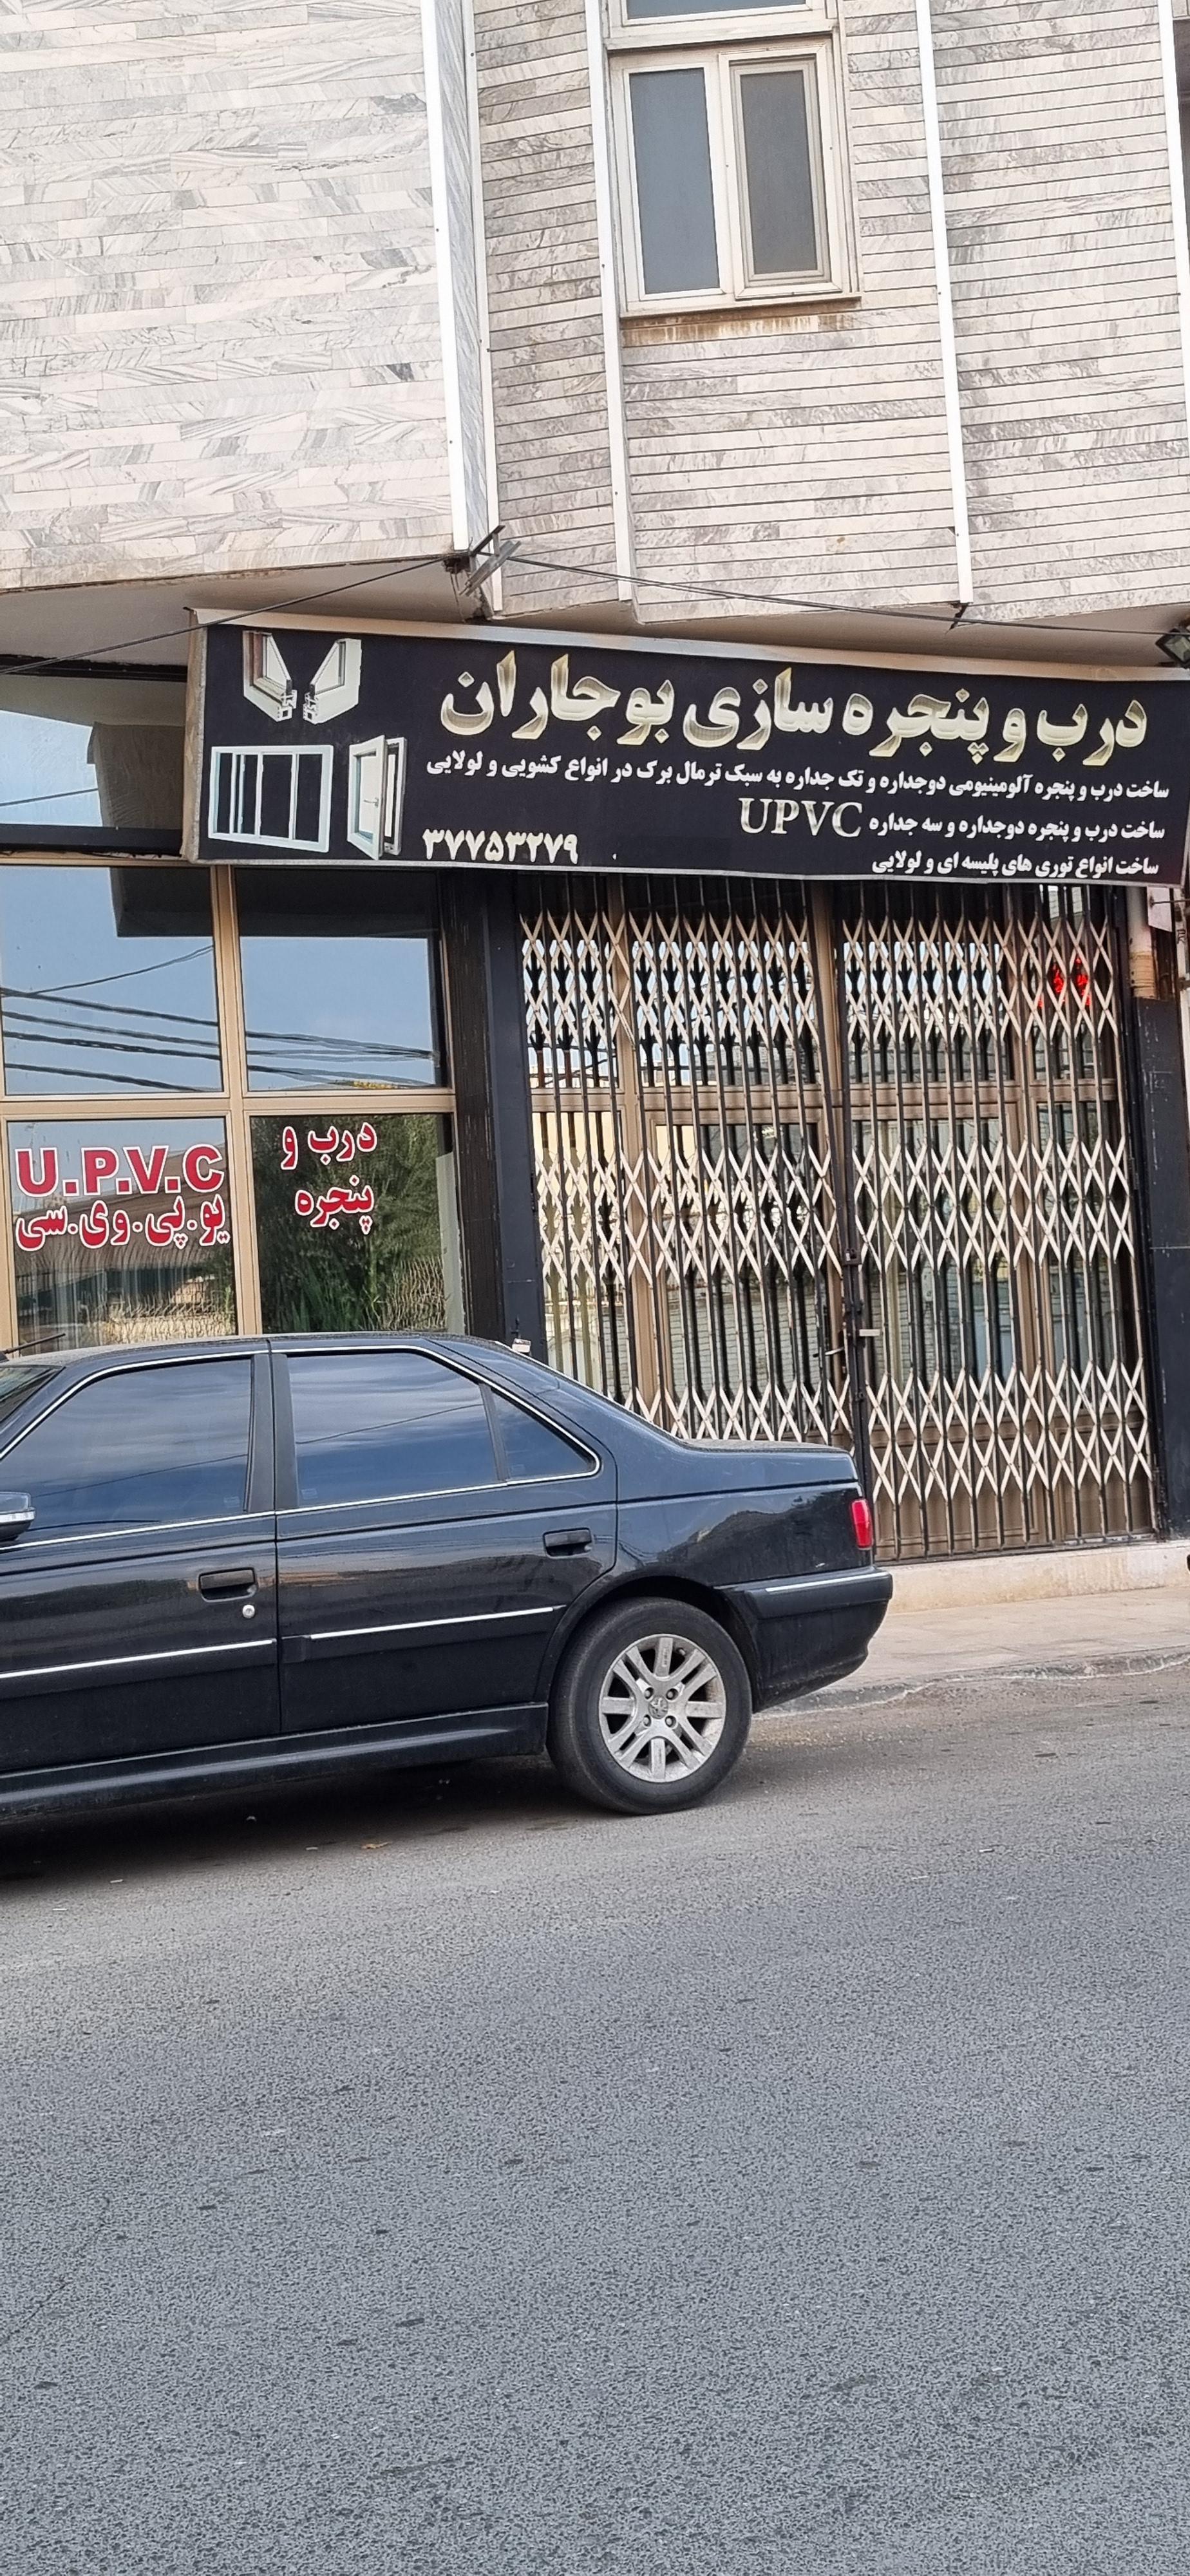 درب و پنجره سازی بوجاران
ساخت درب و پنجره آلومینیومی دوجداره و تک جداره به سبک ترمال برک در انواع کشویی و لولایی
ساخت درب و پنجره دوجداره و سه جداره UPVC
ساخت انواع توری های پلیسه ای و لولایی
۳۷۷۵۳۲۷۹
درب و
پنجره
U.P.V.C
یو.پی.وی.سی